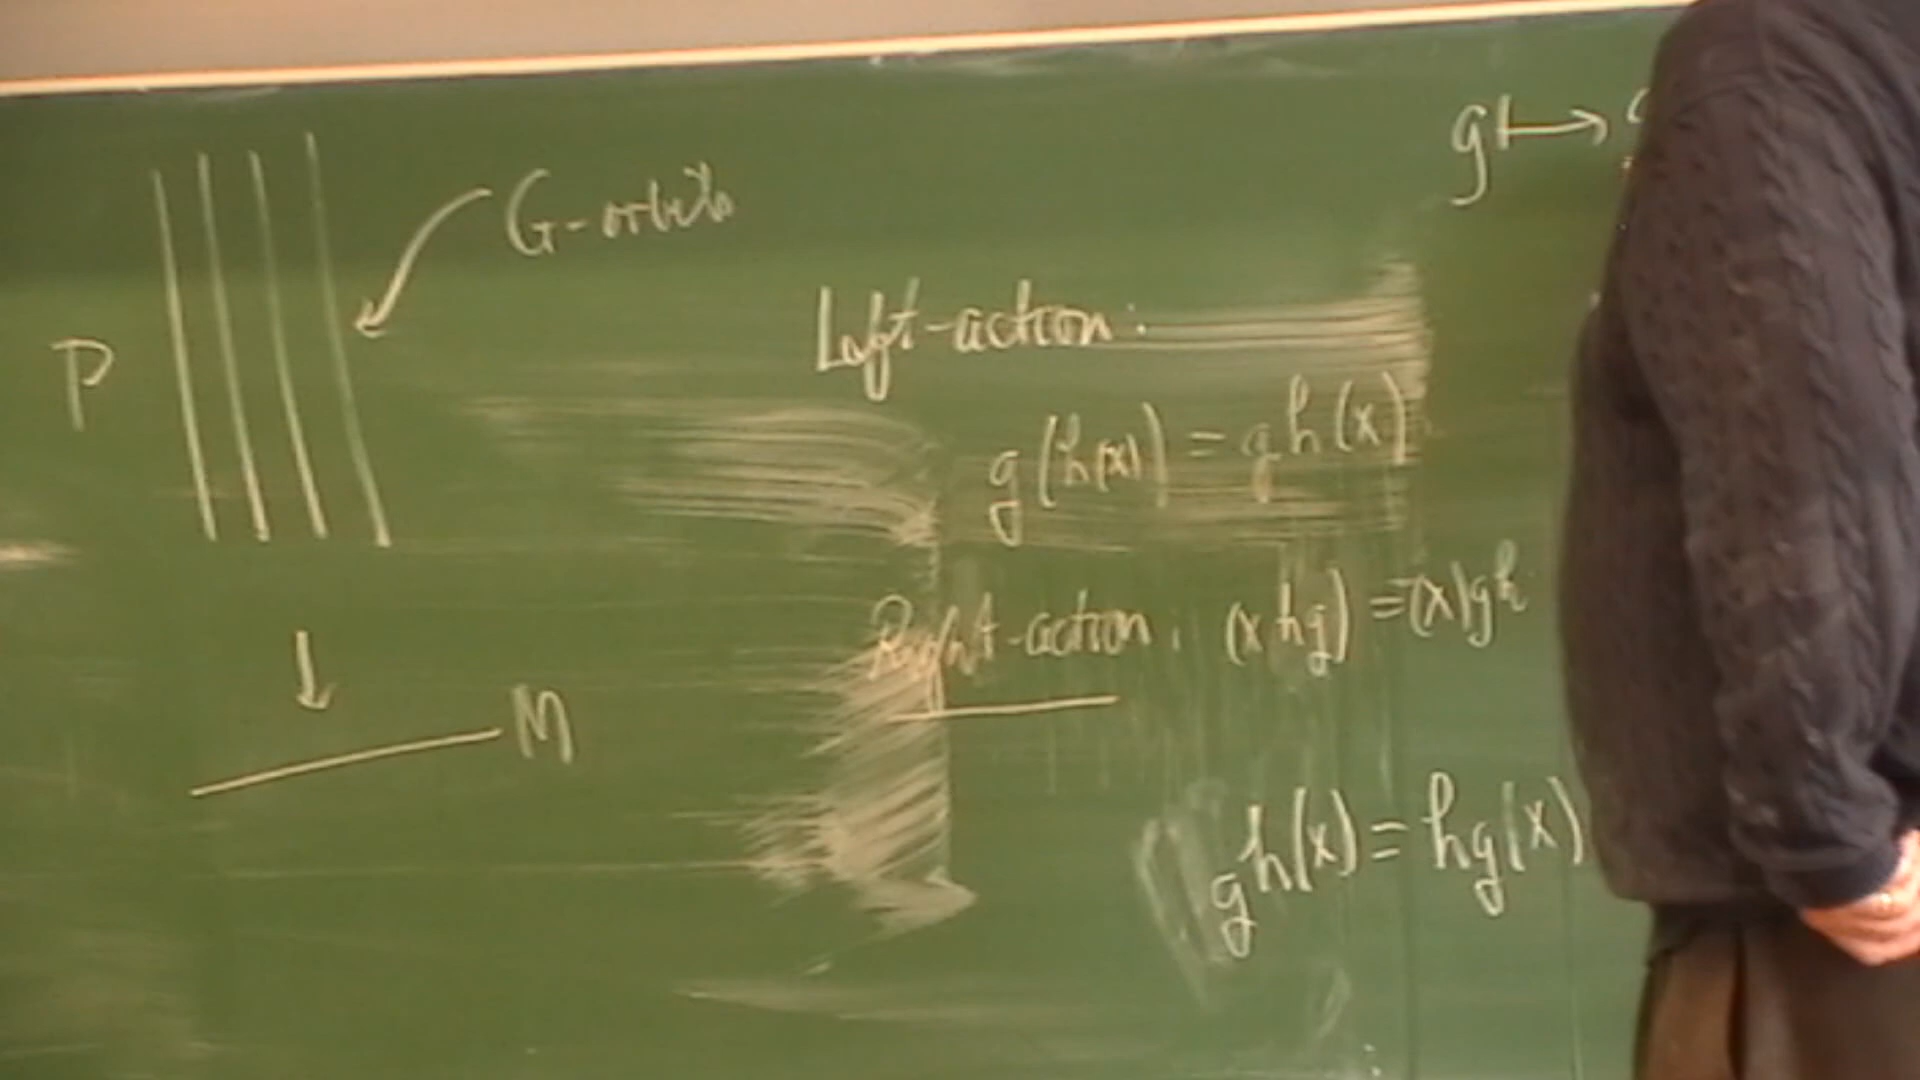 g ↦
G-orbits
Left-action:
P
g(h(x)) = gh(x)
Right-action. (x hg) = (x)gh
M
gh(x) = hg(x)